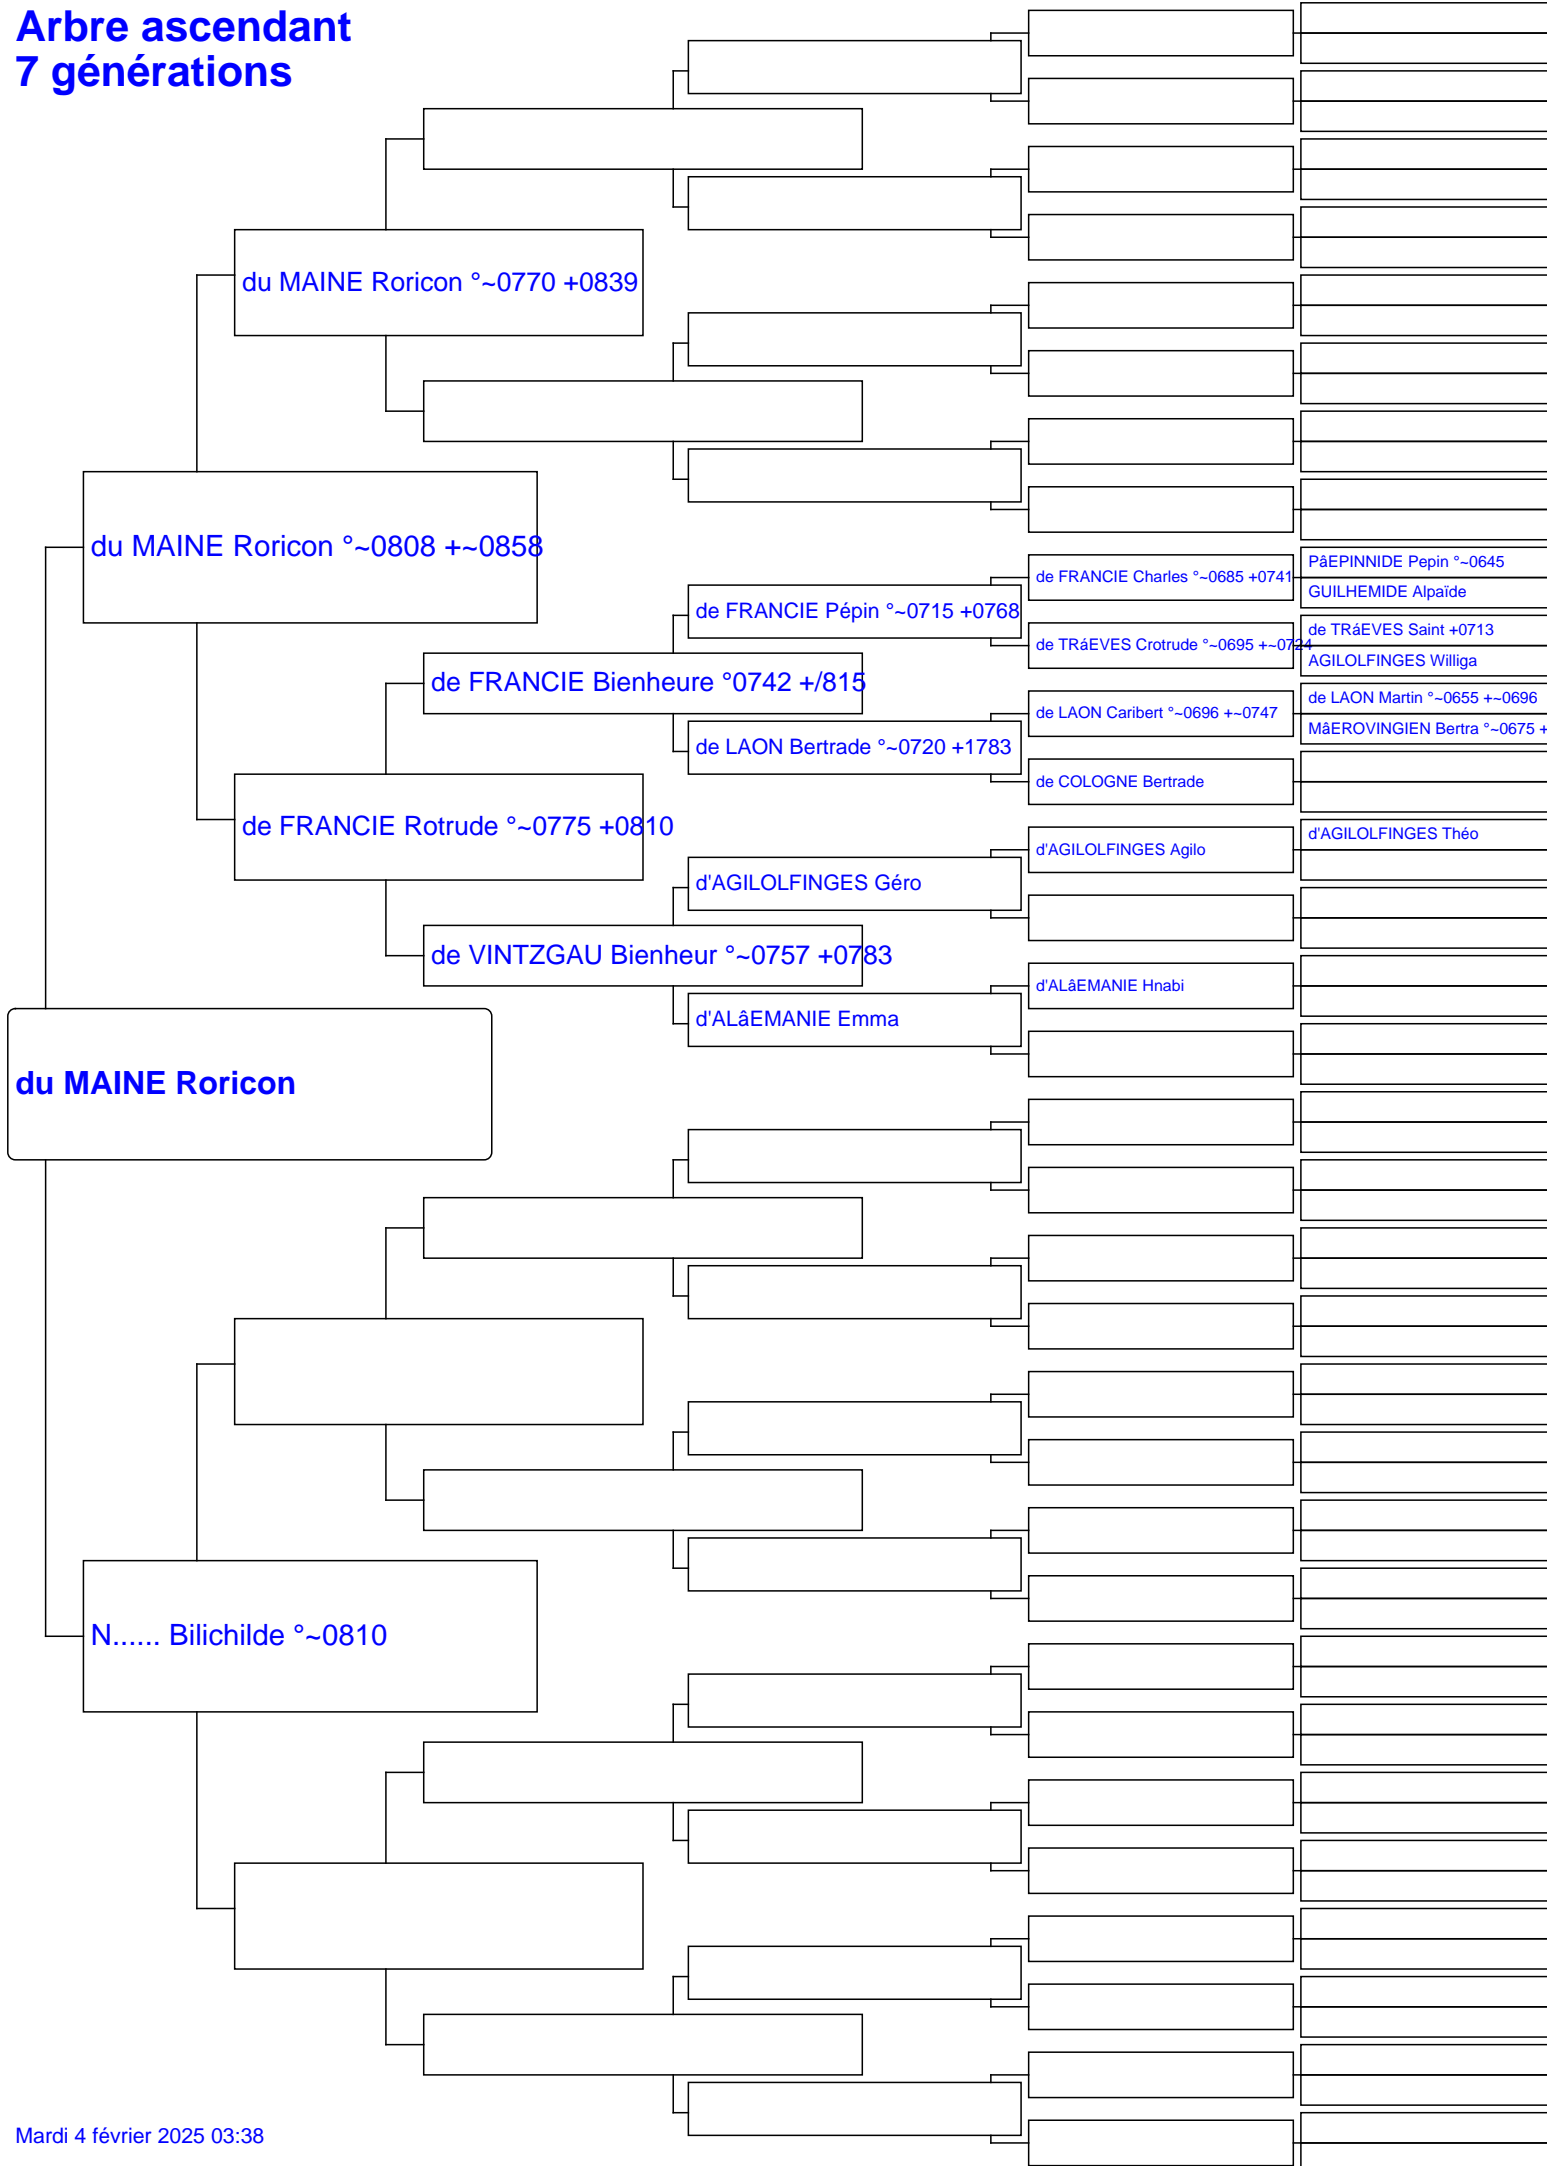 Arbre ascendant
7 générations
du MAINE Roricon °~0770 +0839
du MAINE Roricon °~0808 +~0858
de FRANCIE Charles °~0685 +0741
PâEPINNIDE Pepin °~0645
GUILHEMIDE Alpaïde
de FRANCIE Pépin °~0715 +0768
de TRáEVES Crotrude °~0695 +~0724
de TRáEVES Saint +0713
AGILOLFINGES Williga
de FRANCIE Bienheure °0742 +/815
de LAON Caribert °~0696 +~0747
de LAON Martin °~0655 +~0696
MâEROVINGIEN Bertra °~0675 +
de LAON Bertrade °~0720 +1783
de COLOGNE Bertrade
de FRANCIE Rotrude °~0775 +0810
d'AGILOLFINGES Agilo
d'AGILOLFINGES Théo
d'AGILOLFINGES Géro
de VINTZGAU Bienheur °~0757 +0783
d'ALâEMANIE Hnabi
d'ALâEMANIE Emma
du MAINE Roricon
N...... Bilichilde °~0810
Mardi 4 février 2025 03:38